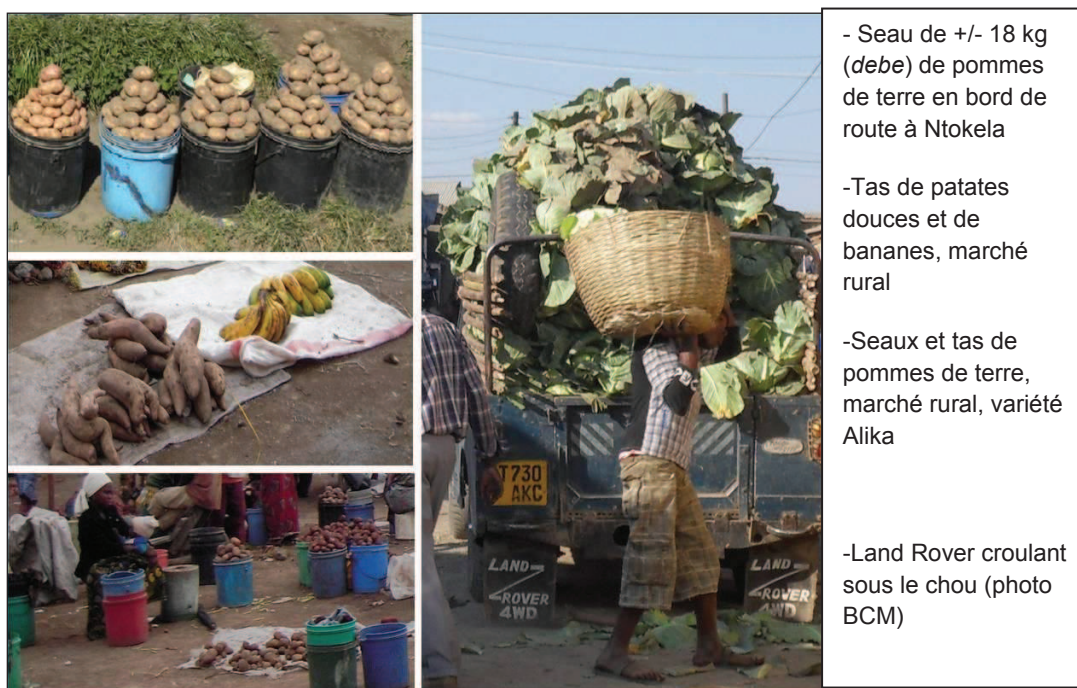 - Seau de +/- 18 kg
(debe) de pommes
de terre en bord de
route à Ntokela
-Tas de patates
douces et de
bananes, marché
rural
-Seaux et tas de
pommes de terre,
marché rural, variété
Alika
-Land Rover croulant
sous le chou (photo
BCM)
T730
AKC
LAND-
ROVER
4WD
LAND
ROVER
4WD